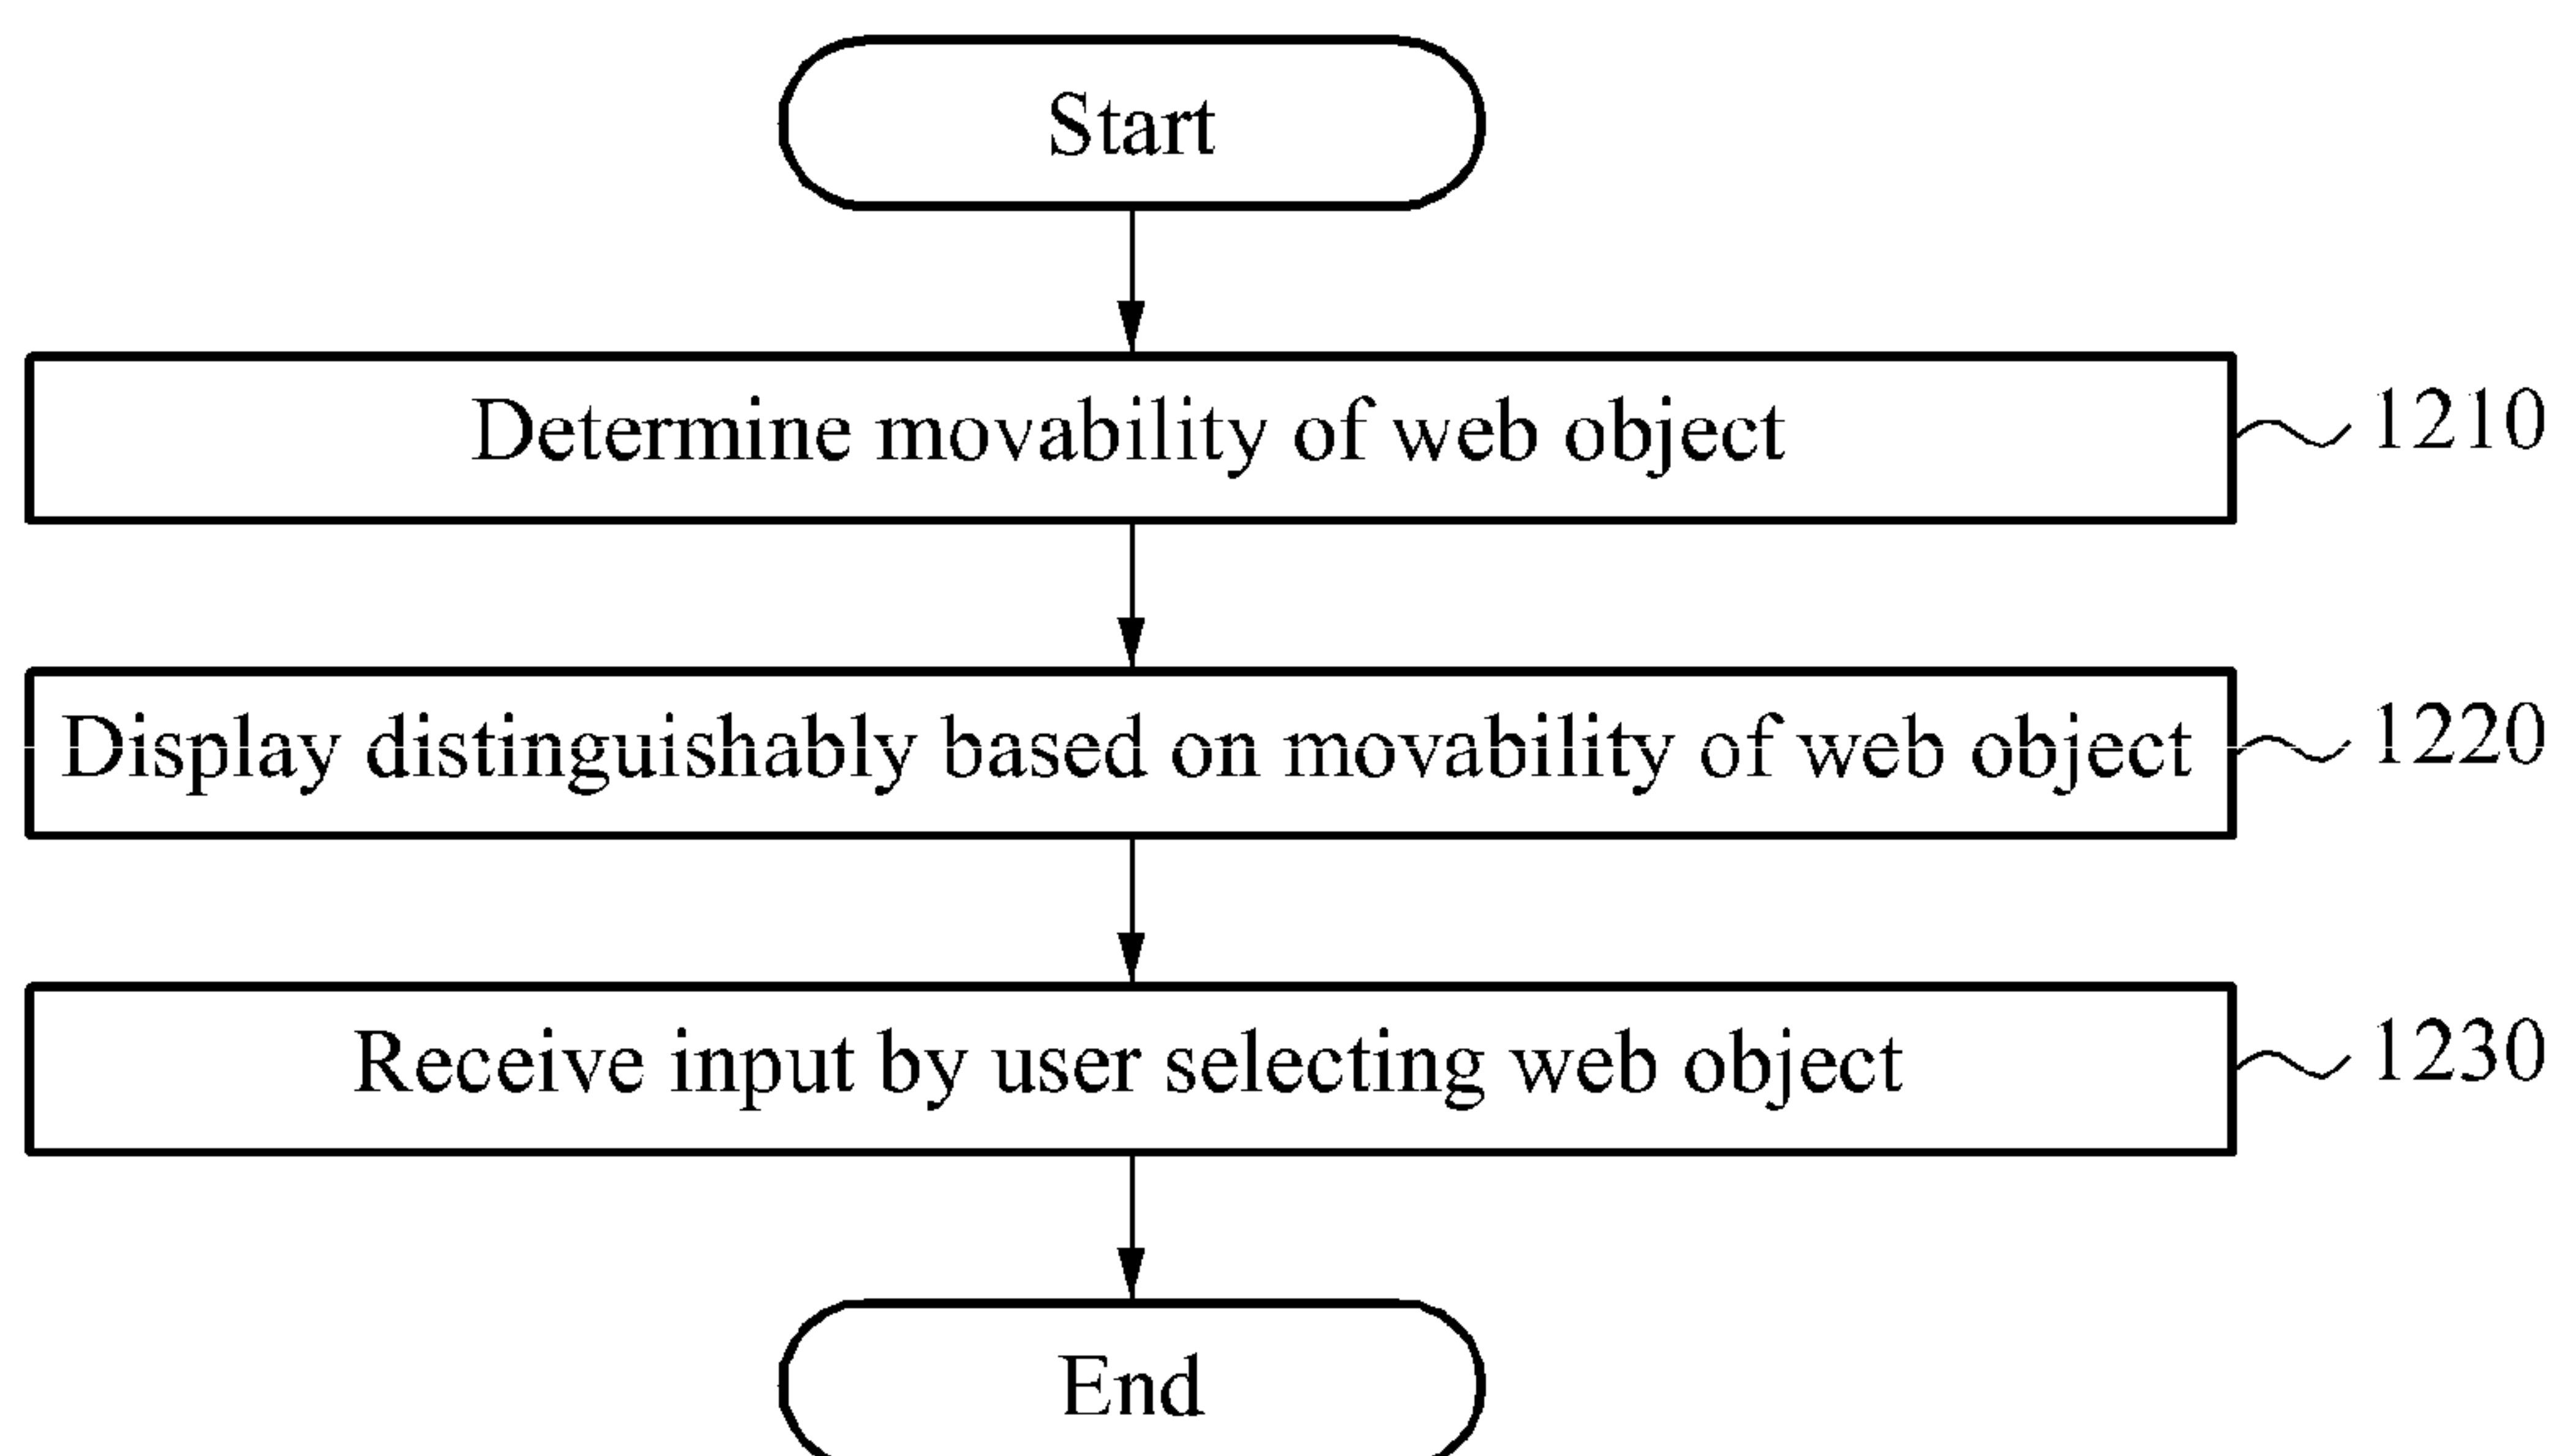 Start
Determine movability of web object 1210
Display distinguishably based on movability of web object 1220
Receive input by user selecting web object 1230
End